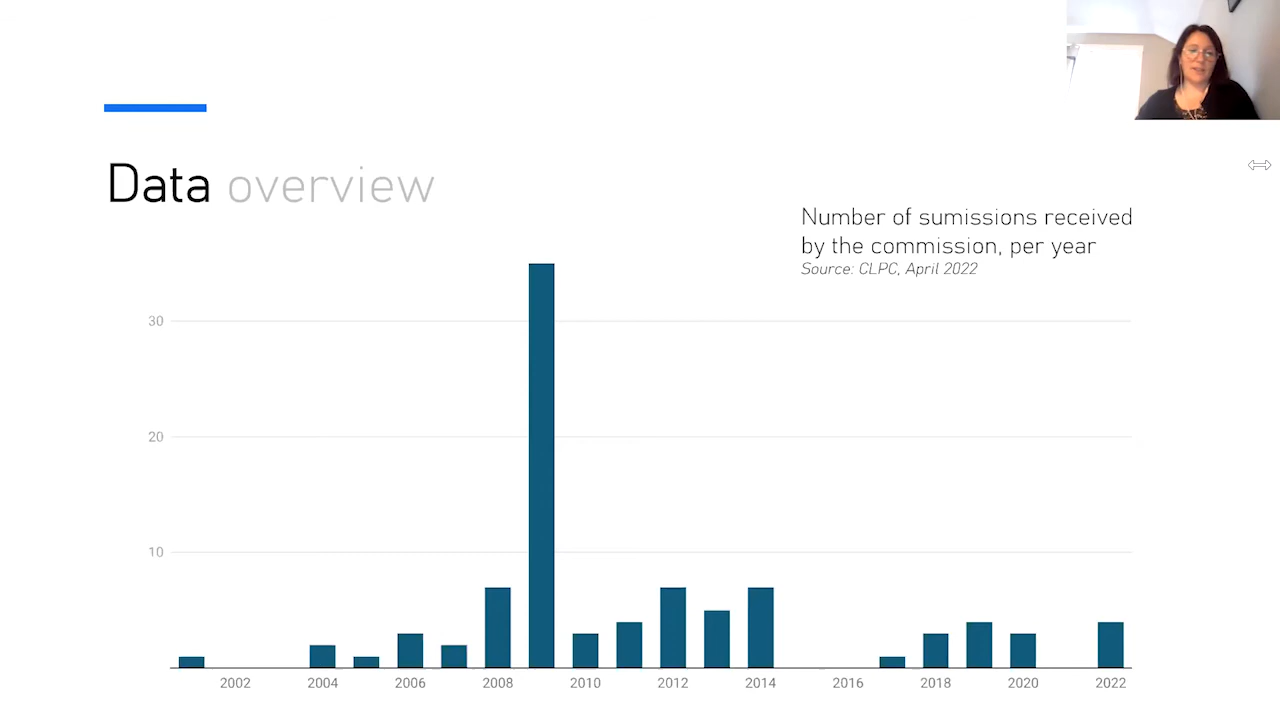 Data overview
Number of sumissions received
by the commission, per year
Source: CLPC, April 2022
30
20
10
2002 2004 2006 2008 2010 2012 2014 2016 2018 2020 2022